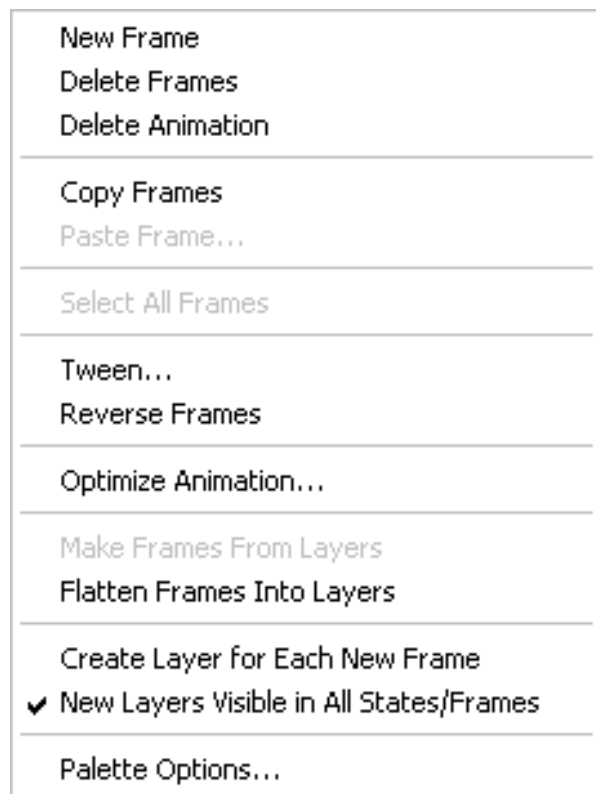 New Frame
Delete Frames
Delete Animation
Copy Frames
Paste Frame...
Select All Frames
Tween...
Reverse Frames
Optimize Animation...
Make Frames From Layers
Flatten Frames Into Layers
Create Layer for Each New Frame
New Layers Visible in All States/Frames
Palette Options...